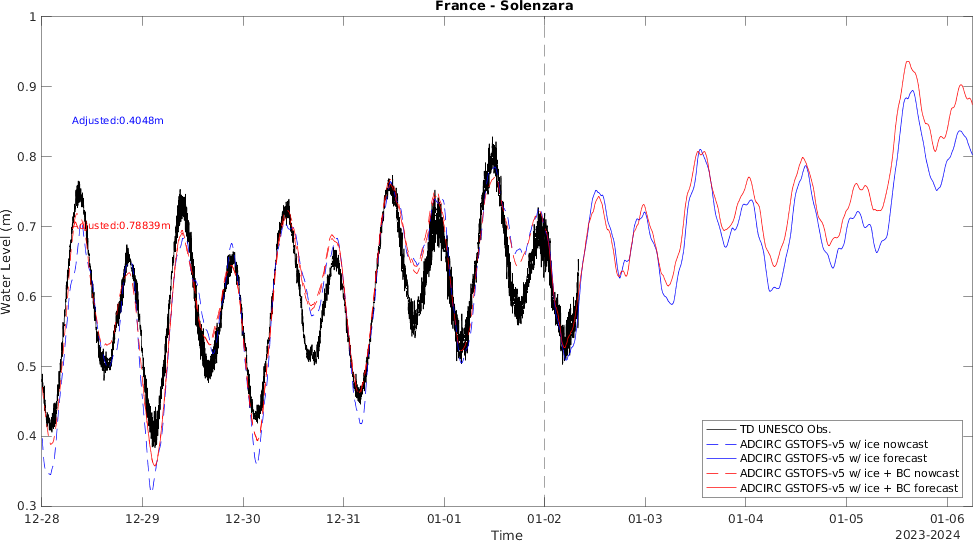 France - Solenzara
1
0.9
0.8
0.7
0.6
0.5
0.4
0.3
Water Level (m)
Adjusted:0.4048m
Adjusted:0.78839m
TD UNESCO Obs.
ADCIRC GSTOFS-v5 w/ ice nowcast
ADCIRC GSTOFS-v5 w/ ice forecast
ADCIRC GSTOFS-v5 w/ ice + BC nowcast
ADCIRC GSTOFS-v5 w/ ice + BC forecast
12-28 12-29 12-30 12-31 01-01 01-02 01-03 01-04 01-05 01-06
Time
2023-2024